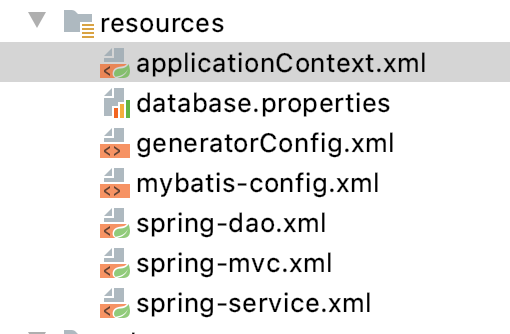 resources
applicationContext.xml
database.properties
generatorConfig.xml
mybatis-config.xml
spring-dao.xml
spring-mvc.xml
spring-service.xml